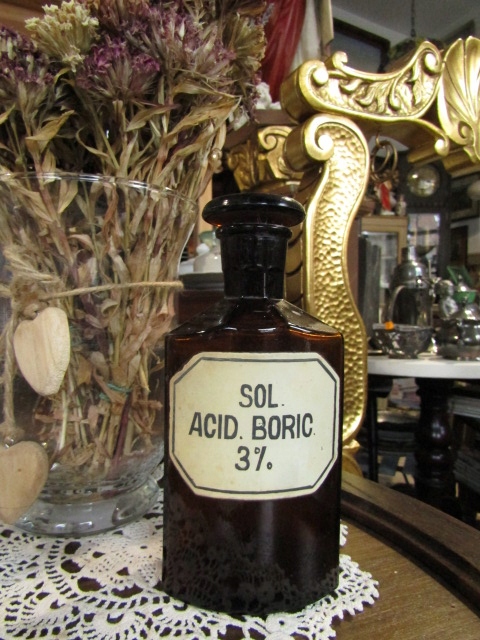 SOL.
ACID. BORIC.
3%